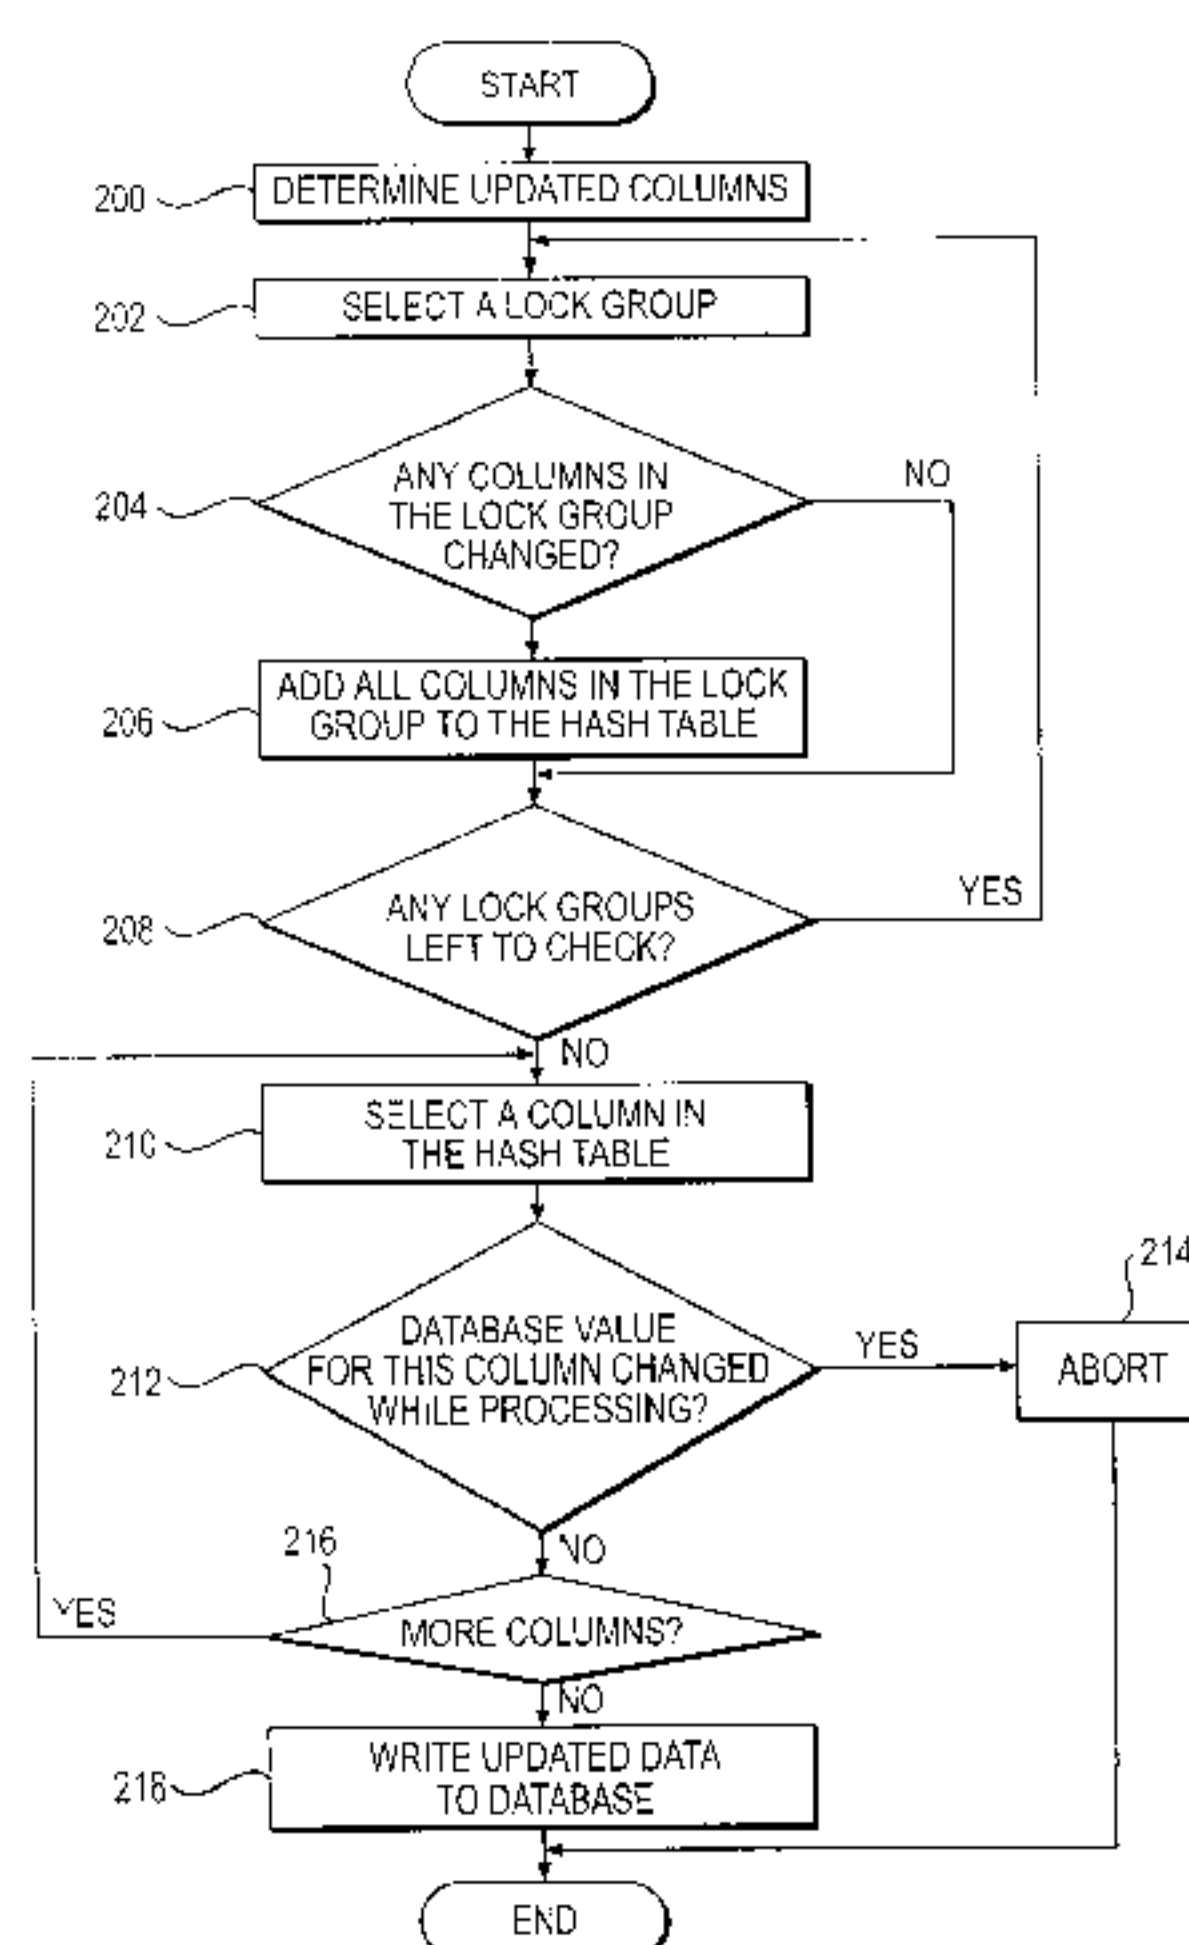 START
200
DETERMINE UPDATED COLUMNS
202
SELECT A LOCK GROUP
204
ANY COLUMNS IN
THE LOCK GROUP
CHANGED?
NO
206
ADD ALL COLUMNS IN THE LOCK
GROUP TO THE HASH TABLE
208
ANY LOCK GROUPS
LEFT TO CHECK?
YES
NO
210
SELECT A COLUMN IN
THE HASH TABLE
212
DATABASE VALUE
FOR THIS COLUMN CHANGED
WHILE PROCESSING?
YES
214
ABORT
NO
216
MORE COLUMNS?
YES
NO
218
WRITE UPDATED DATA
TO DATABASE
END